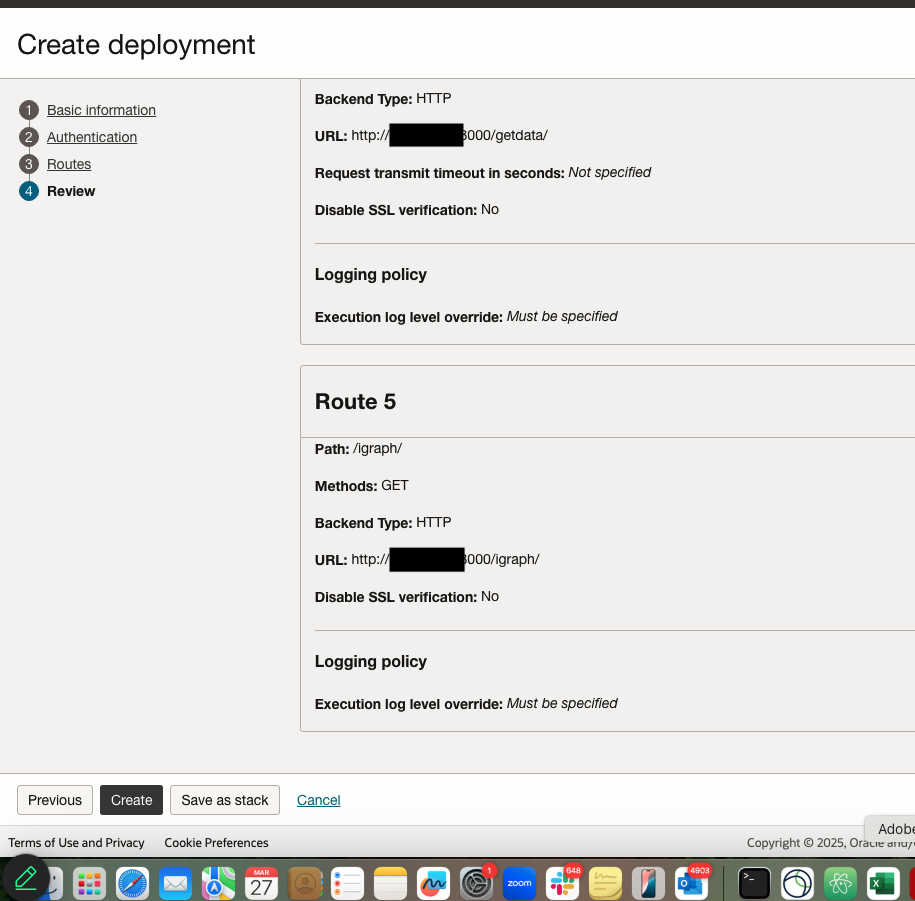 Create deployment
1 Basic information
2 Authentication
3 Routes
4 Review
Backend Type: HTTP
URL: http:// 000/getdata/
Request transmit timeout in seconds: Not specified
Disable SSL verification: No
Logging policy
Execution log level override: Must be specified
Route 5
Path: /igraph/
Methods: GET
Backend Type: HTTP
URL: http:// 000/igraph/
Disable SSL verification: No
Logging policy
Execution log level override: Must be specified
Previous
Create
Save as stack
Cancel
Adobe
Terms of Use and Privacy
Cookie Preferences
Copyright © 2025, Oracle and/
MAR
27
1
zoom
648
4903